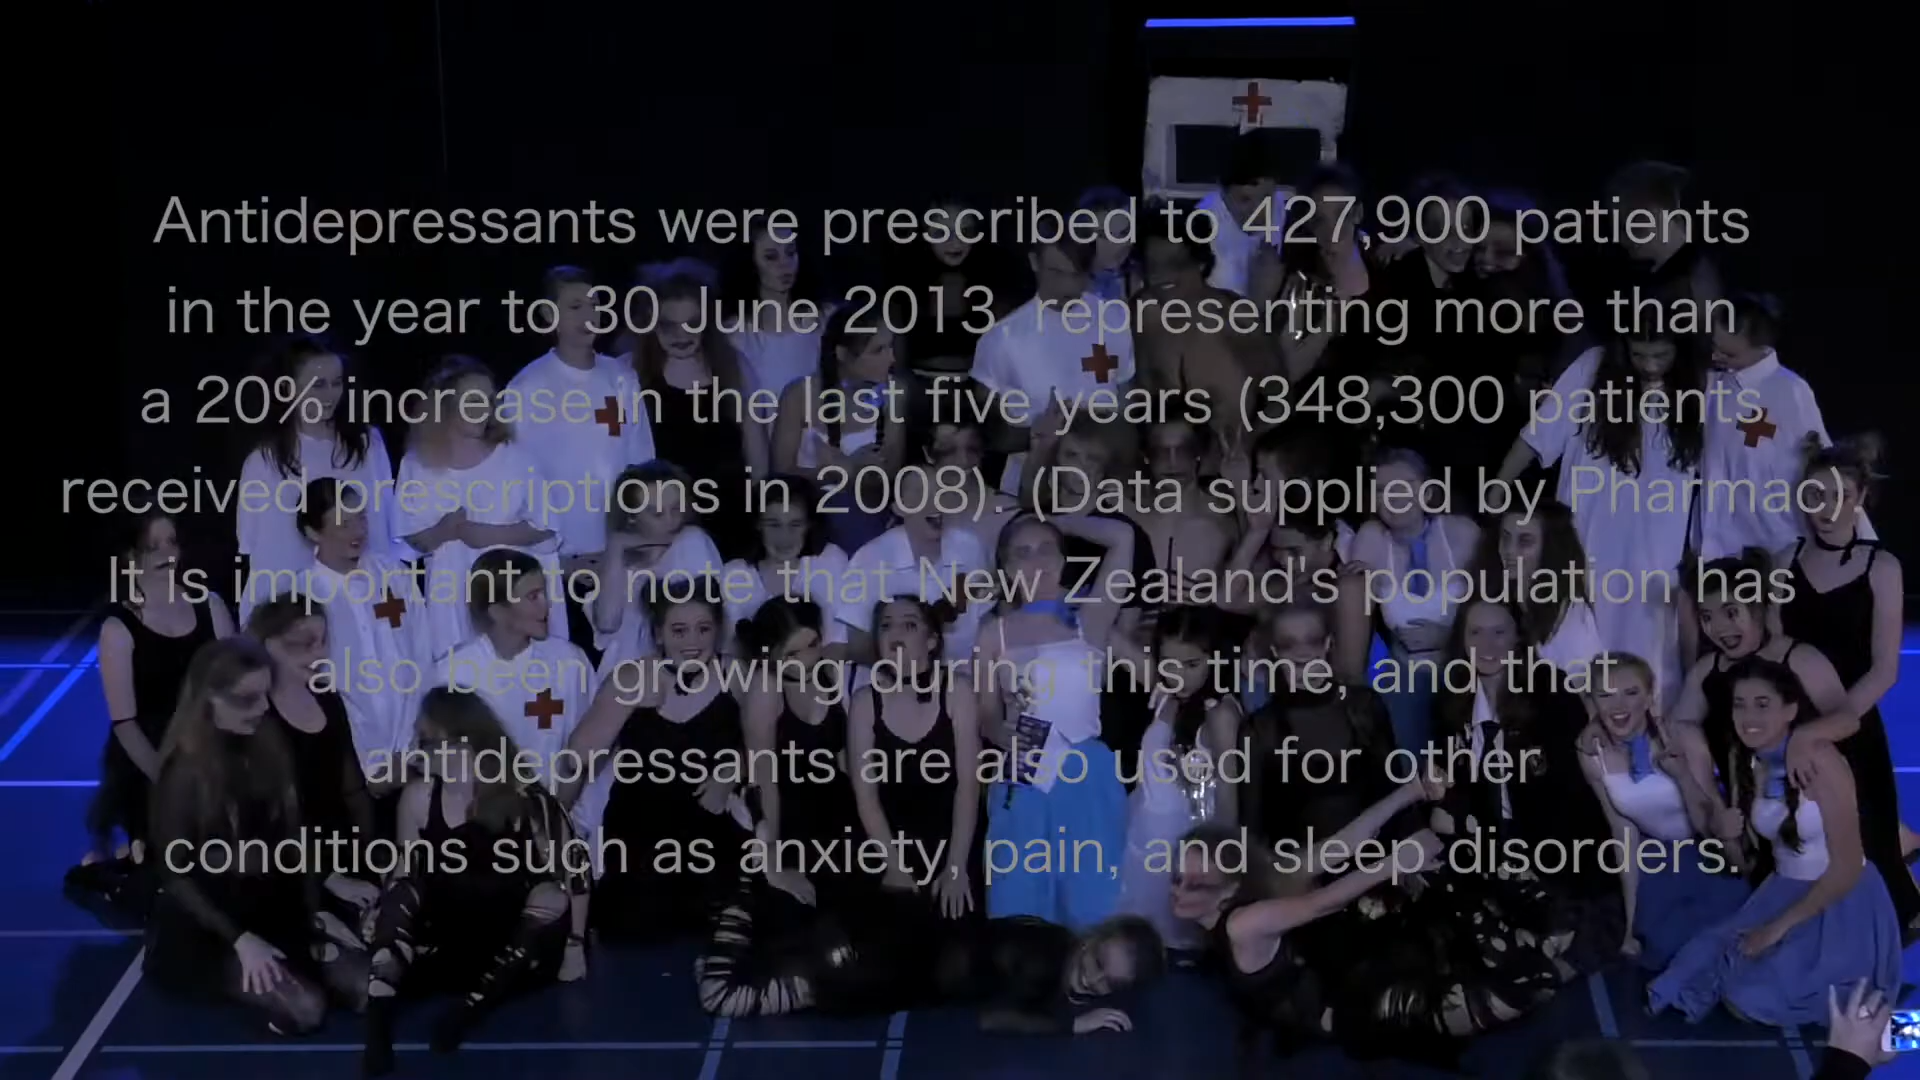 Antidepressants were prescribed to 427,900 patients
in the year to 30 June 2013, representing more than
a 20% increase in the last five years (348,300 patients
received prescriptions in 2008). (Data supplied by Pharmac).
It is important to note that New Zealand's population has
also been growing during this time, and that
antidepressants are also used for other
conditions such as anxiety, pain, and sleep disorders.